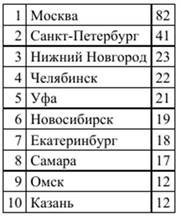 1 Москва 82
2 Санкт-Петербург 41
3 Нижний Новгород 23
4 Челябинск 22
5 Уфа 21
6 Новосибирск 19
7 Екатеринбург 18
8 Самара 17
9 Омск 12
10 Казань 12